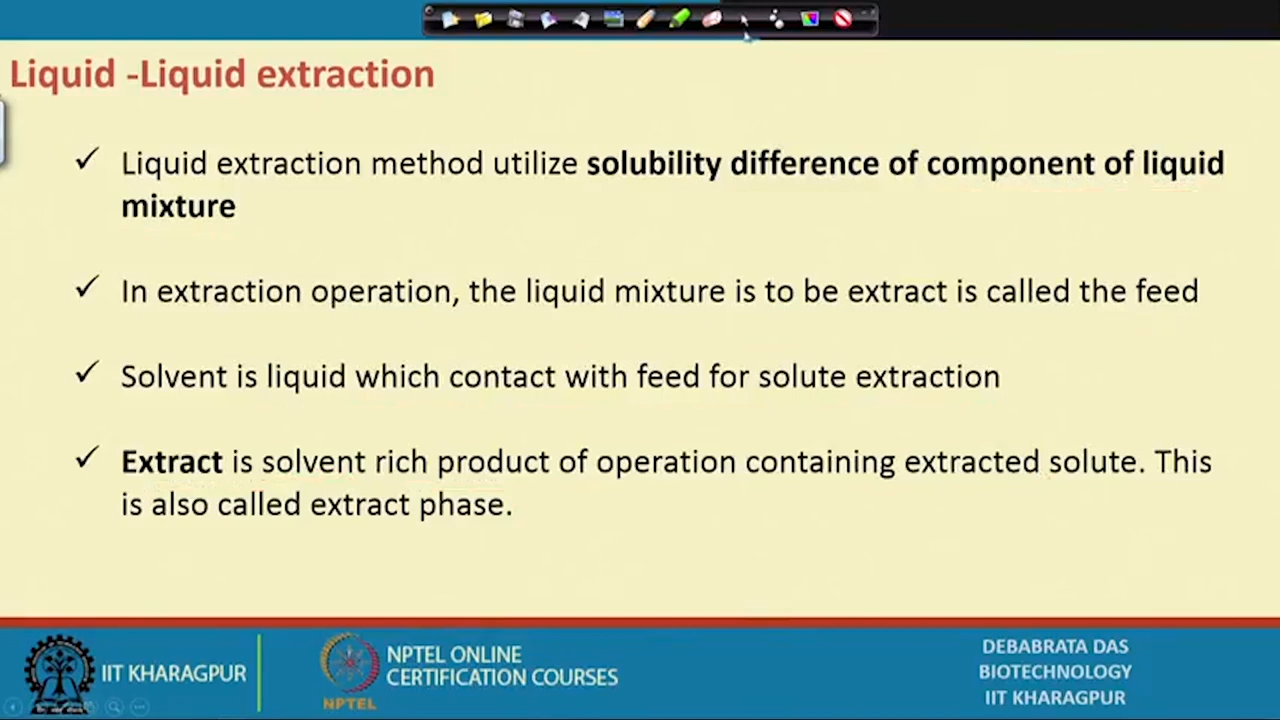 Liquid -Liquid extraction
✓ Liquid extraction method utilize solubility difference of component of liquid
mixture
✓ In extraction operation, the liquid mixture is to be extract is called the feed
✓ Solvent is liquid which contact with feed for solute extraction
✓ Extract is solvent rich product of operation containing extracted solute. This
is also called extract phase.
IIT KHARAGPUR
NPTEL
NPTEL ONLINE
CERTIFICATION COURSES
DEBABRATA DAS
BIOTECHNOLOGY
IIT KHARAGPUR